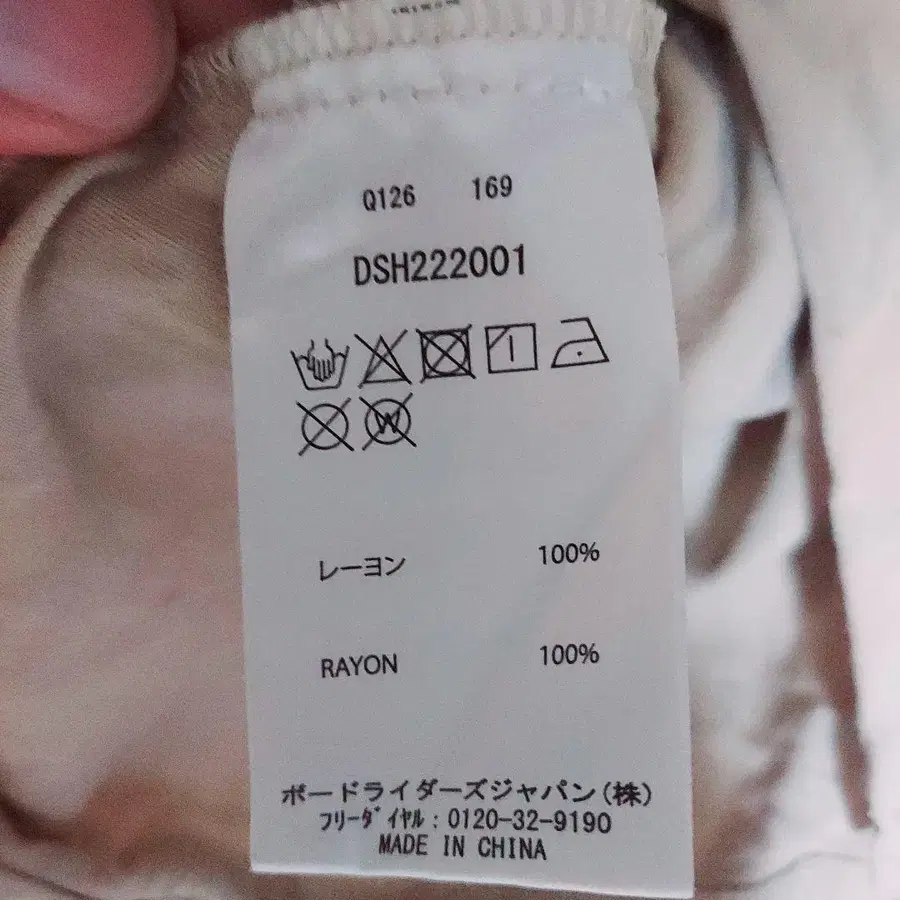 Q126 169
DSH222001
W
レーヨン 100%
RAYON 100%
ボードライダーズジャパン(株)
フリーダイヤル:0120-32-9190
MADE IN CHINA